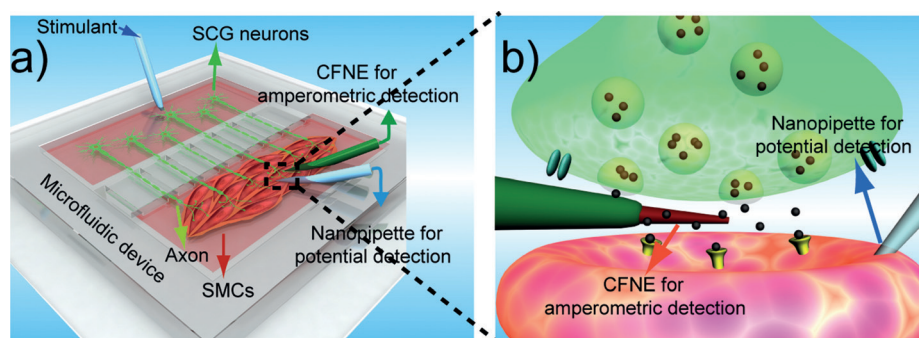 a)
Stimulant
SCG neurons
CFNE for
amperometric detection
Microfluidic device
Axon
SMCs
Nanopipette for
potential detection
b)
Nanopipette for
potential detection
CFNE for
amperometric detection